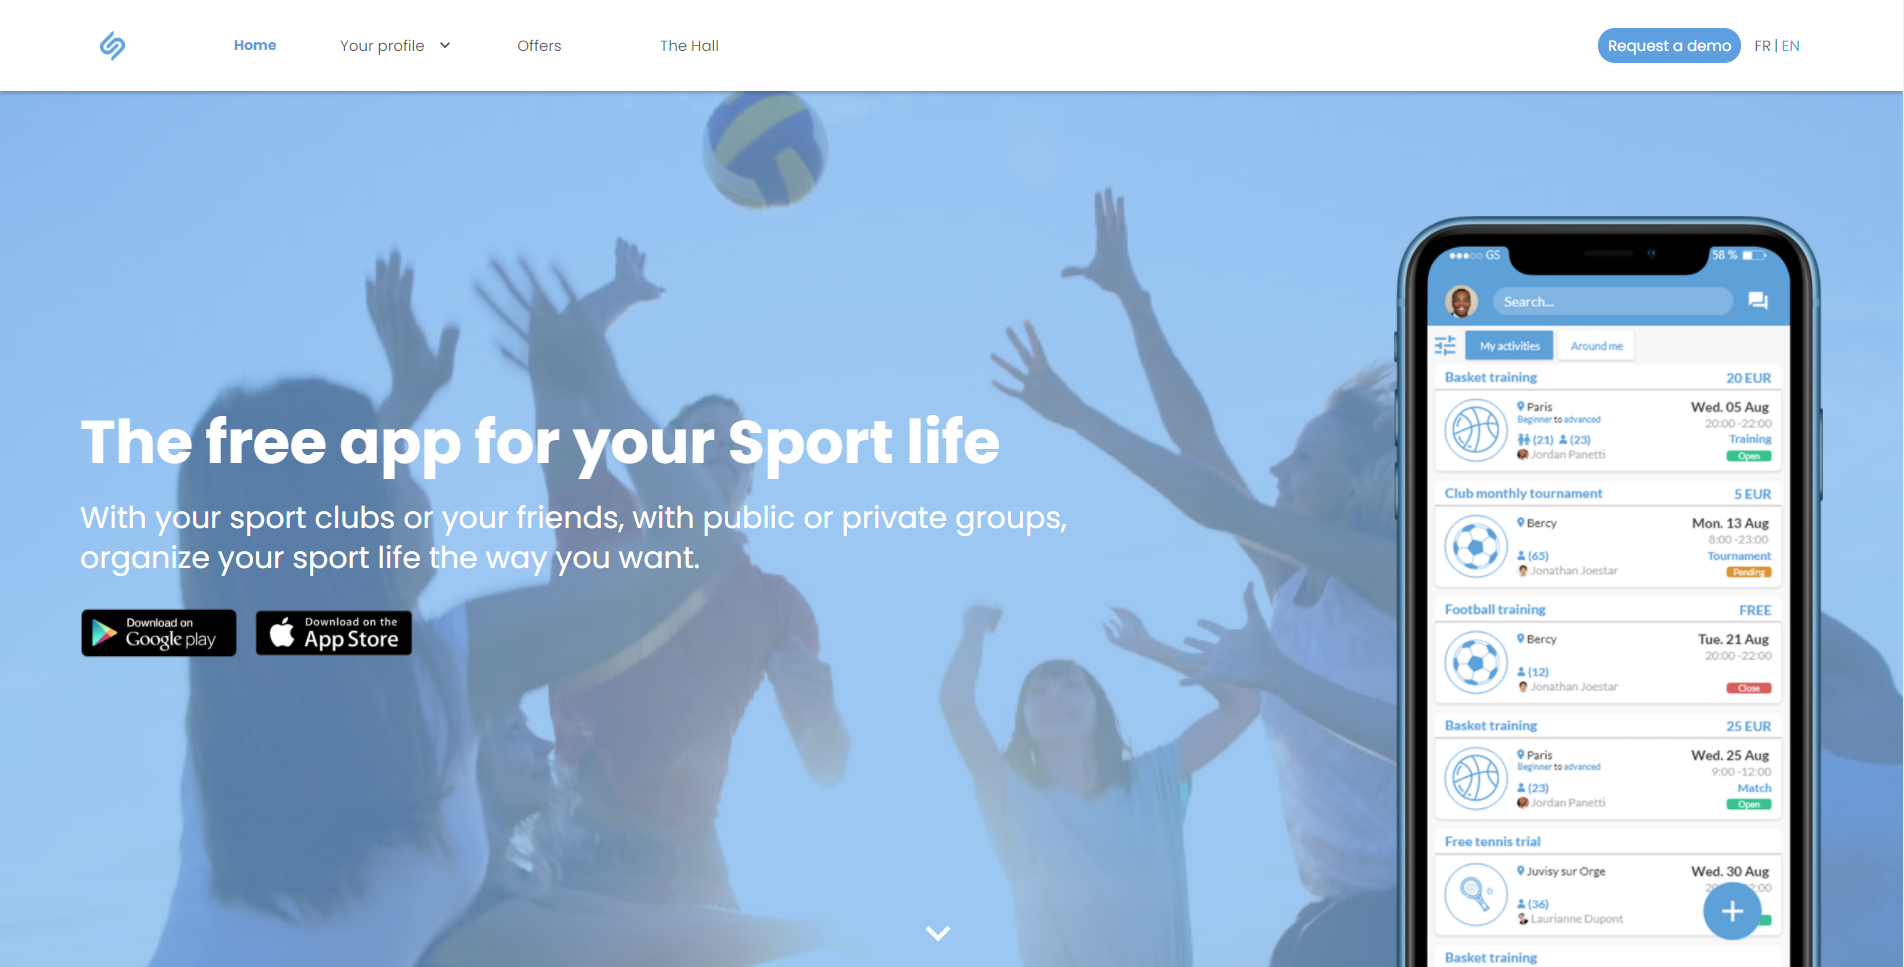 Home
Your profile
Offers
The Hall
Request a demo
FR | EN
The free app for your Sport life
With your sport clubs or your friends, with public or private groups,
organize your sport life the way you want.
Download on
Google play
Download on the
App Store
GS
58 %
Search...
My activities
Around me
Basket training
20 EUR
Paris
Wed. 05 Aug
Beginner to advanced
20:00 -22:00
(21) (23)
Training
Jordan Panetti
Open
Club monthly tournament
5 EUR
Bercy
Mon. 13 Aug
8:00 -23:00
(65)
Tournament
Jonathan Joestar
Pending
Football training
FREE
Bercy
Tue. 21 Aug
20:00 -22:00
(12)
Jonathan Joestar
Close
Basket training
25 EUR
Paris
Wed. 25 Aug
Beginner to advanced
9:00 -12:00
(23)
Match
Jordan Panetti
Open
Free tennis trial
Juvisy sur Orge
Wed. 30 Aug
(36)
Laurianne Dupont
Basket training